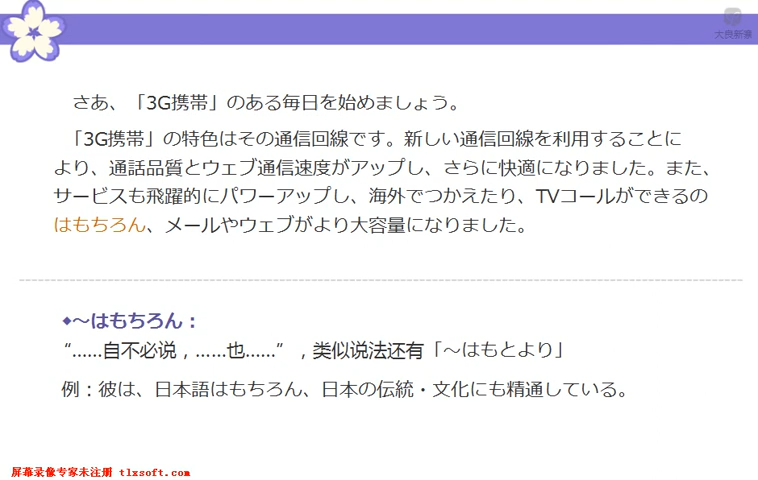 大良新濠
さあ、「3G携帯」のある毎日を始めましょう。
「3G携帯」の特色はその通信回線です。新しい通信回線を利用することに
より、通話品質とウェブ通信速度がアップし、さらに快適になりました。また、
サービスも飛躍的にパワーアップし、海外でつかえたり、TVコールができるの
はもちろん、メールやウェブがより大容量になりました。
◆～はもちろん：
“……自不必说，……也……”，类似说法还有「～はもとより」
例：彼は、日本語はもちろん、日本の伝統・文化にも精通している。
屏幕录像专家未注册 tlxsoft.com